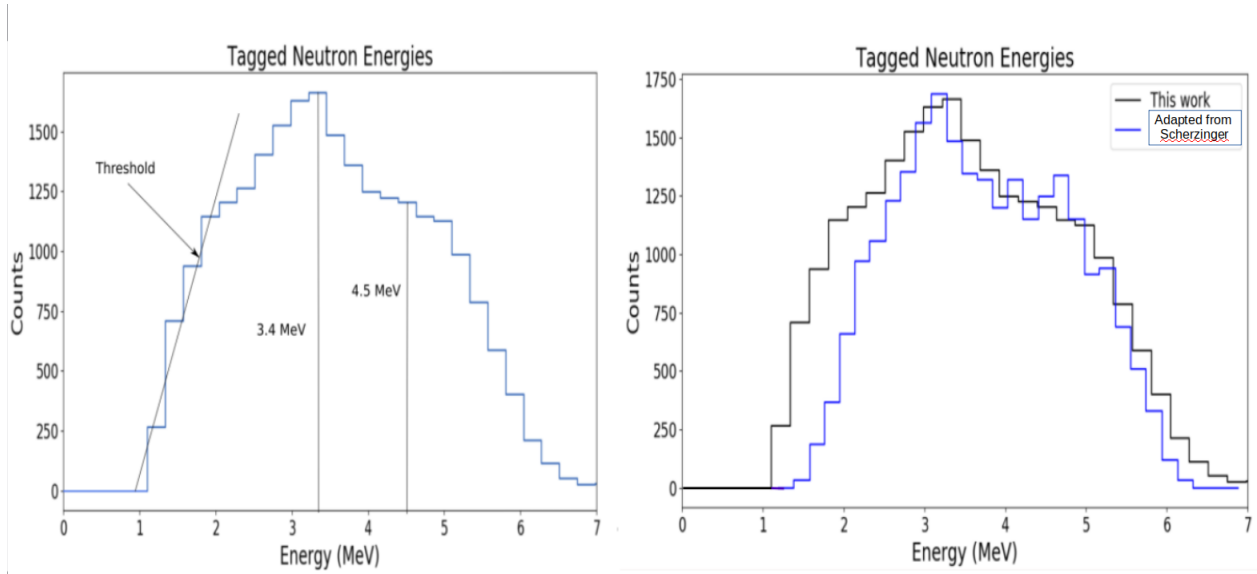 Tagged Neutron Energies
Threshold
3.4 MeV
4.5 MeV
Counts
1500
1250
1000
750
500
250
0
0 1 2 3 4 5 6 7
Energy (MeV)
Tagged Neutron Energies
This work
Adapted from
Scherzinger
Counts
1750
1500
1250
1000
750
500
250
0
0 1 2 3 4 5 6 7
Energy (MeV)